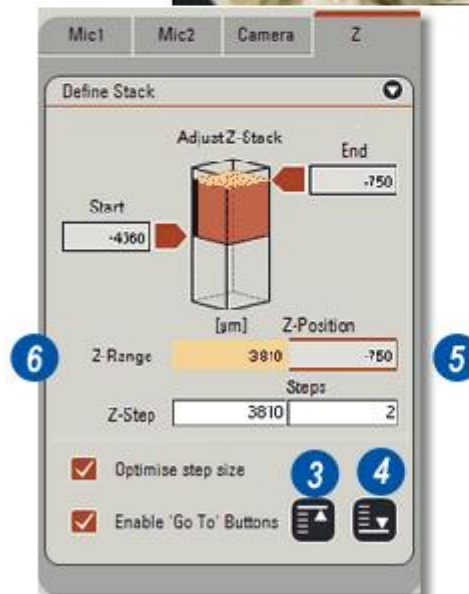 Mic1 Mic2 Camera Z
Define Stack
Adjust Z-Stack
End
-750
Start
-4360
[µm] Z-Position
6 Z-Range 3810 -750 5
Steps
Z-Step 3810 2
Optimise step size 3 4
Enable 'Go To' Buttons